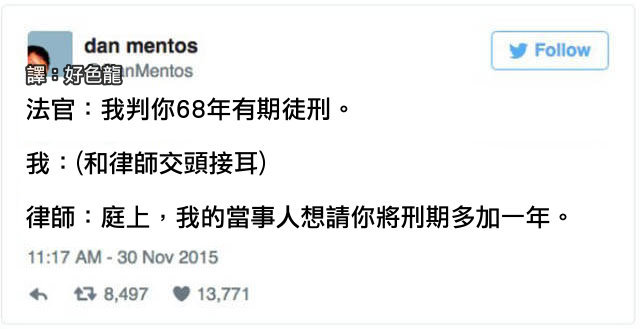 dan mentos
Follow
譯：好色龍
anMentos
法官：我判你68年有期徒刑。
我：(和律師交頭接耳)
律師：庭上，我的當事人想請你將刑期多加一年。
11:17 AM - 30 Nov 2015
8,497
13,771